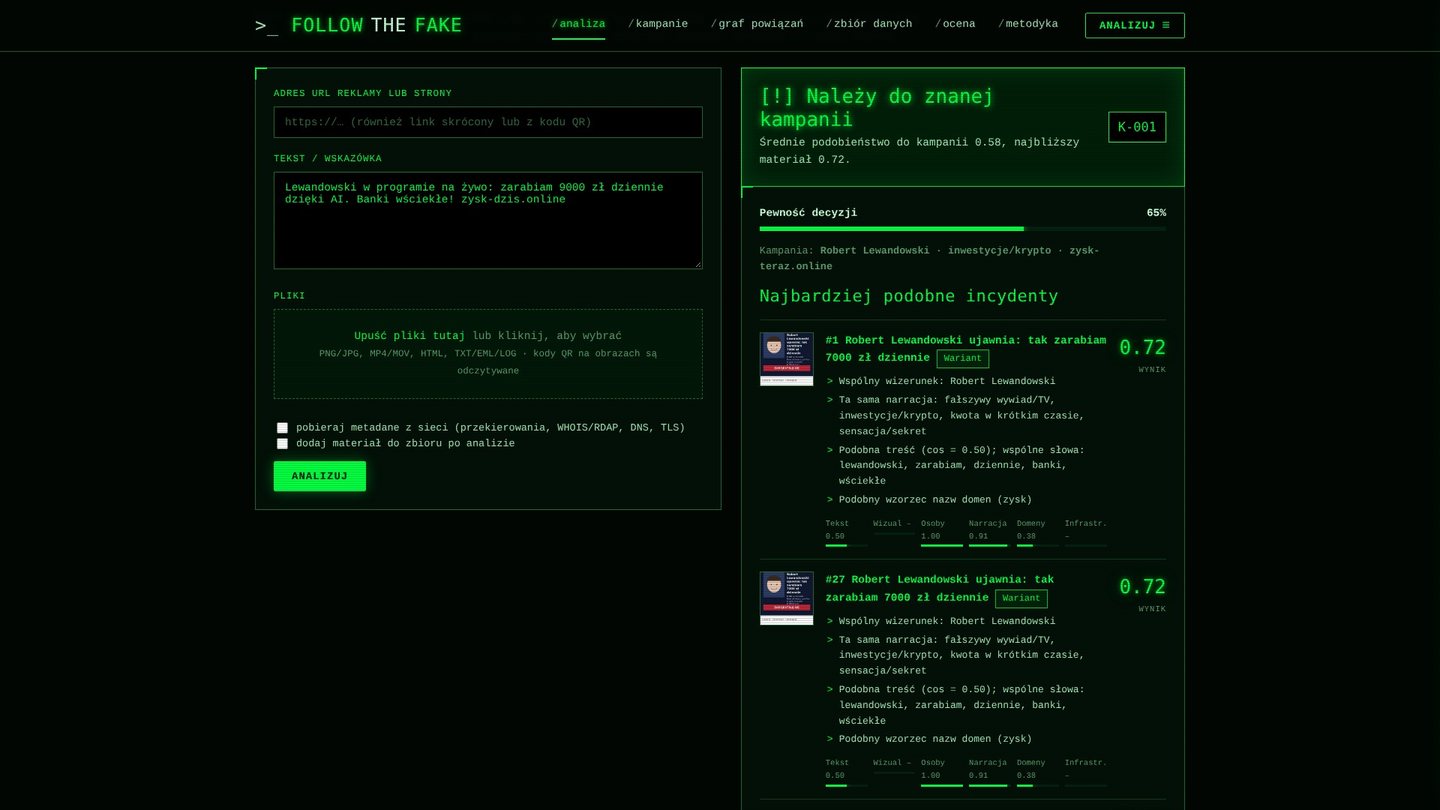 >_ FOLLOW THE FAKE
/analiza /kampanie /graf powiązań /zbiór danych /ocena /metodyka
ANALIZUJ ≡
ADRES URL REKLAMY LUB STRONY
https://… (również link skrócony lub z kodu QR)
TEKST / WSKAZÓWKA
Lewandowski w programie na żywo: zarabiam 9000 zł dziennie
dzięki AI. Banki wściekłe! zysk-dzis.online
PLIKI
Upuść pliki tutaj lub kliknij, aby wybrać
PNG/JPG, MP4/MOV, HTML, TXT/EML/LOG · kody QR na obrazach są
odczytywane
pobieraj metadane z sieci (przekierowania, WHOIS/RDAP, DNS, TLS)
dodaj materiał do zbioru po analizie
ANALIZUJ
[!] Należy do znanej
kampanii
Średnie podobieństwo do kampanii 0.58, najbliższy
materiał 0.72.
K-001
Pewność decyzji 65%
Kampania: Robert Lewandowski · inwestycje/krypto · zysk-
teraz.online
Najbardziej podobne incydenty
#1 Robert Lewandowski ujawnia: tak zarabiam
7000 zł dziennie Wariant
0.72
WYNIK
> Wspólny wizerunek: Robert Lewandowski
> Ta sama narracja: fałszywy wywiad/TV,
inwestycje/krypto, kwota w krótkim czasie,
sensacja/sekret
> Podobna treść (cos = 0.50); wspólne słowa:
lewandowski, zarabiam, dziennie, banki,
wściekłe
> Podobny wzorzec nazw domen (zysk)
Tekst Wizual – Osoby Narracja Domeny Infrastr.
0.50 1.00 0.91 0.38 –
#27 Robert Lewandowski ujawnia: tak
zarabiam 7000 zł dziennie Wariant
0.72
WYNIK
> Wspólny wizerunek: Robert Lewandowski
> Ta sama narracja: fałszywy wywiad/TV,
inwestycje/krypto, kwota w krótkim czasie,
sensacja/sekret
> Podobna treść (cos = 0.50); wspólne słowa:
lewandowski, zarabiam, dziennie, banki,
wściekłe
> Podobny wzorzec nazw domen (zysk)
Tekst Wizual – Osoby Narracja Domeny Infrastr.
0.50 1.00 0.91 0.38 –